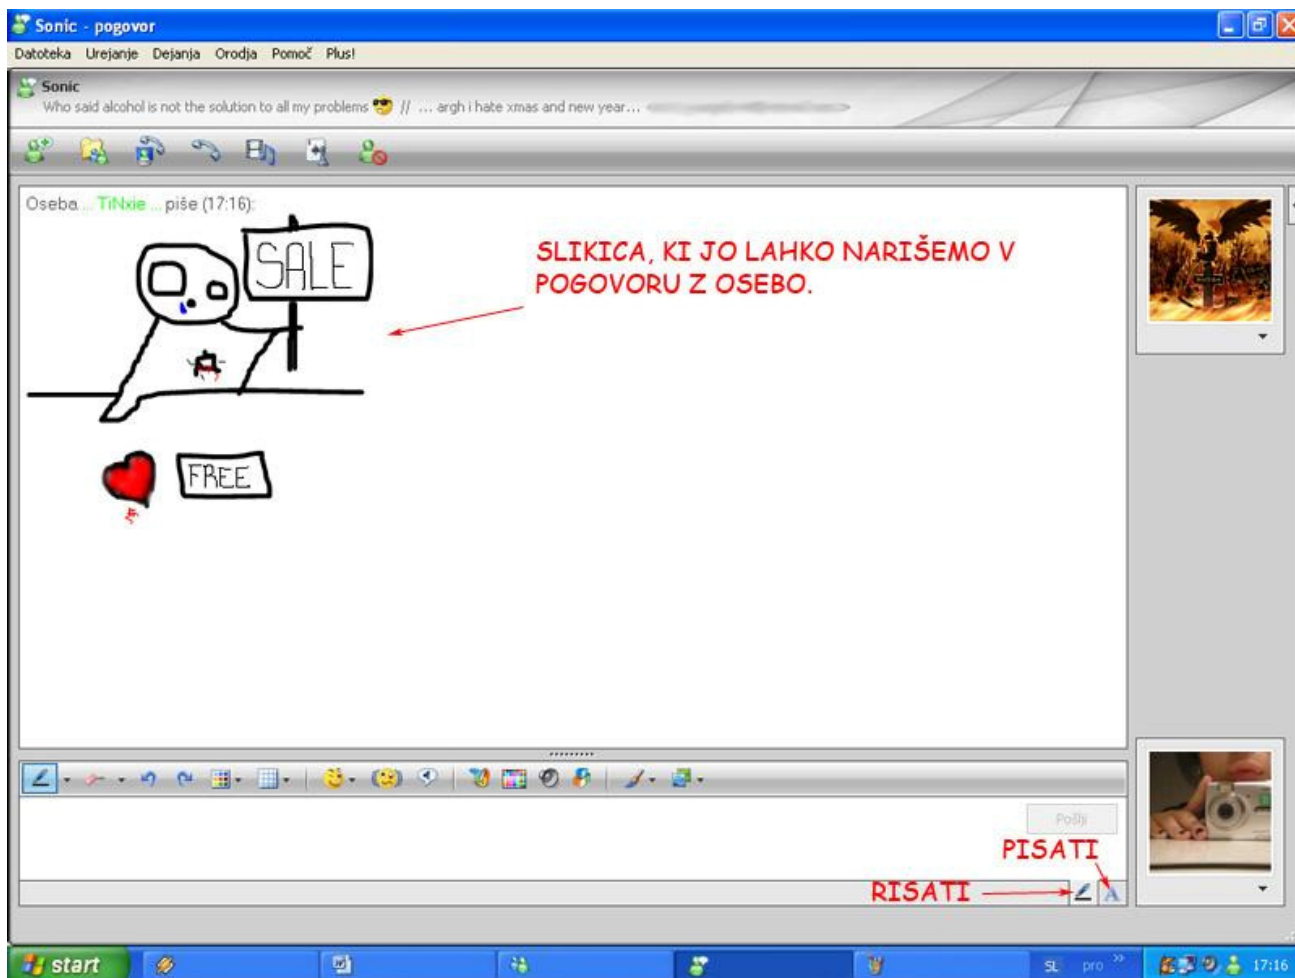 Sonic - pogovor
Datoteka Urejanje Dejanja Orodja Pomoč Plus!
Sonic
Who said alcohol is not the solution to all my problems // ... argh i hate xmas and new year...
Oseba ... TiNxie ... piše (17:16):
SALE
SLIKICA, KI JO LAHKO NARIŠEMO V
POGOVORU Z OSEBO.
FREE
Pošlji
PISATI
RISATI
A
start
SL pro »
17:16